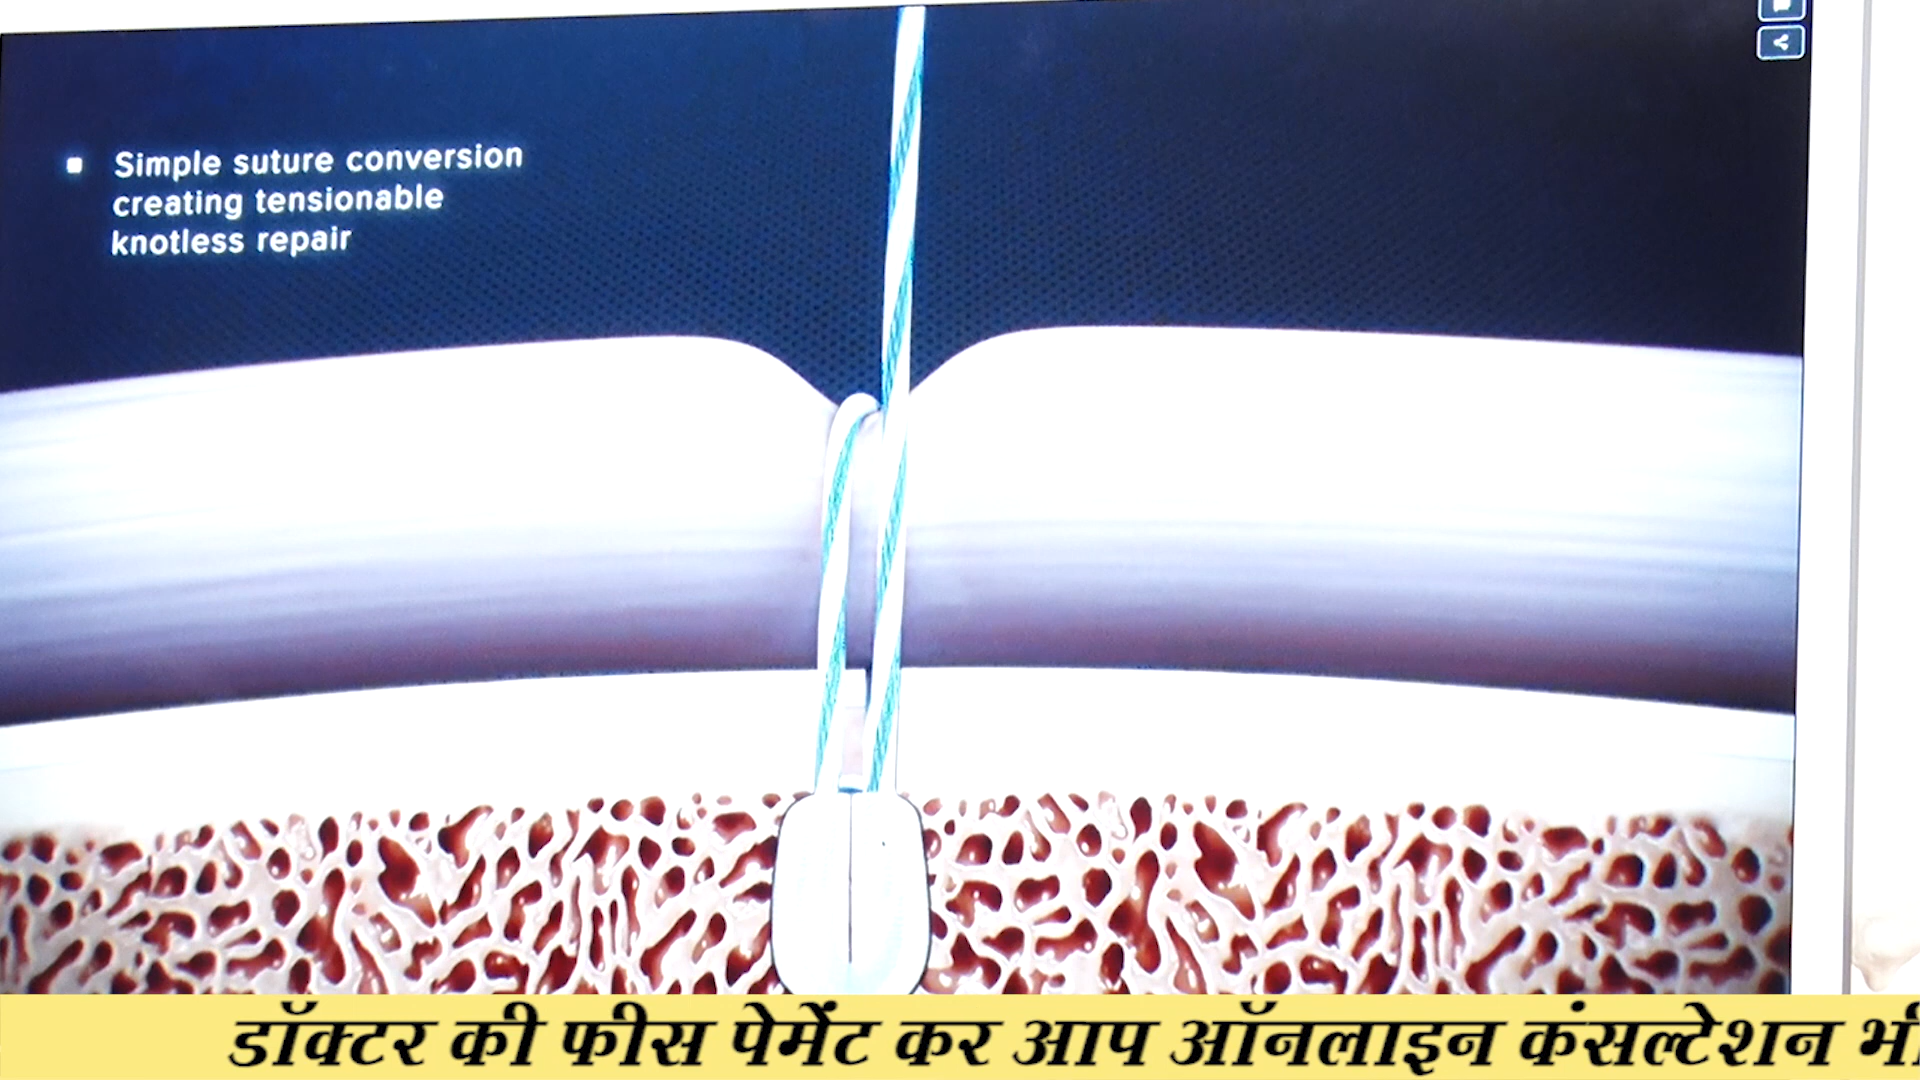 Simple suture conversion
creating tensionable
knotless repair
डॉक्टर की फीस पेमेंट कर आप ऑनलाइन कंसल्टेशन भी